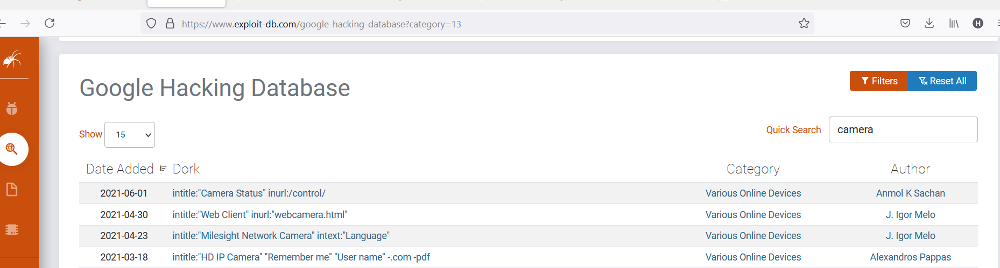 https://www.exploit-db.com/google-hacking-database?category=13
H
Google Hacking Database
Filters Reset All
Show 15
Quick Search camera
Date Added Dork Category Author
2021-06-01 intitle:"Camera Status" inurl:/control/ Various Online Devices Anmol K Sachan
2021-04-30 intitle:"Web Client" inurl:"webcamera.html" Various Online Devices J. Igor Melo
2021-04-23 intitle:"Milesight Network Camera" intext:"Language" Various Online Devices J. Igor Melo
2021-03-18 intitle:"HD IP Camera" "Remember me" "User name" -.com -pdf Various Online Devices Alexandros Pappas